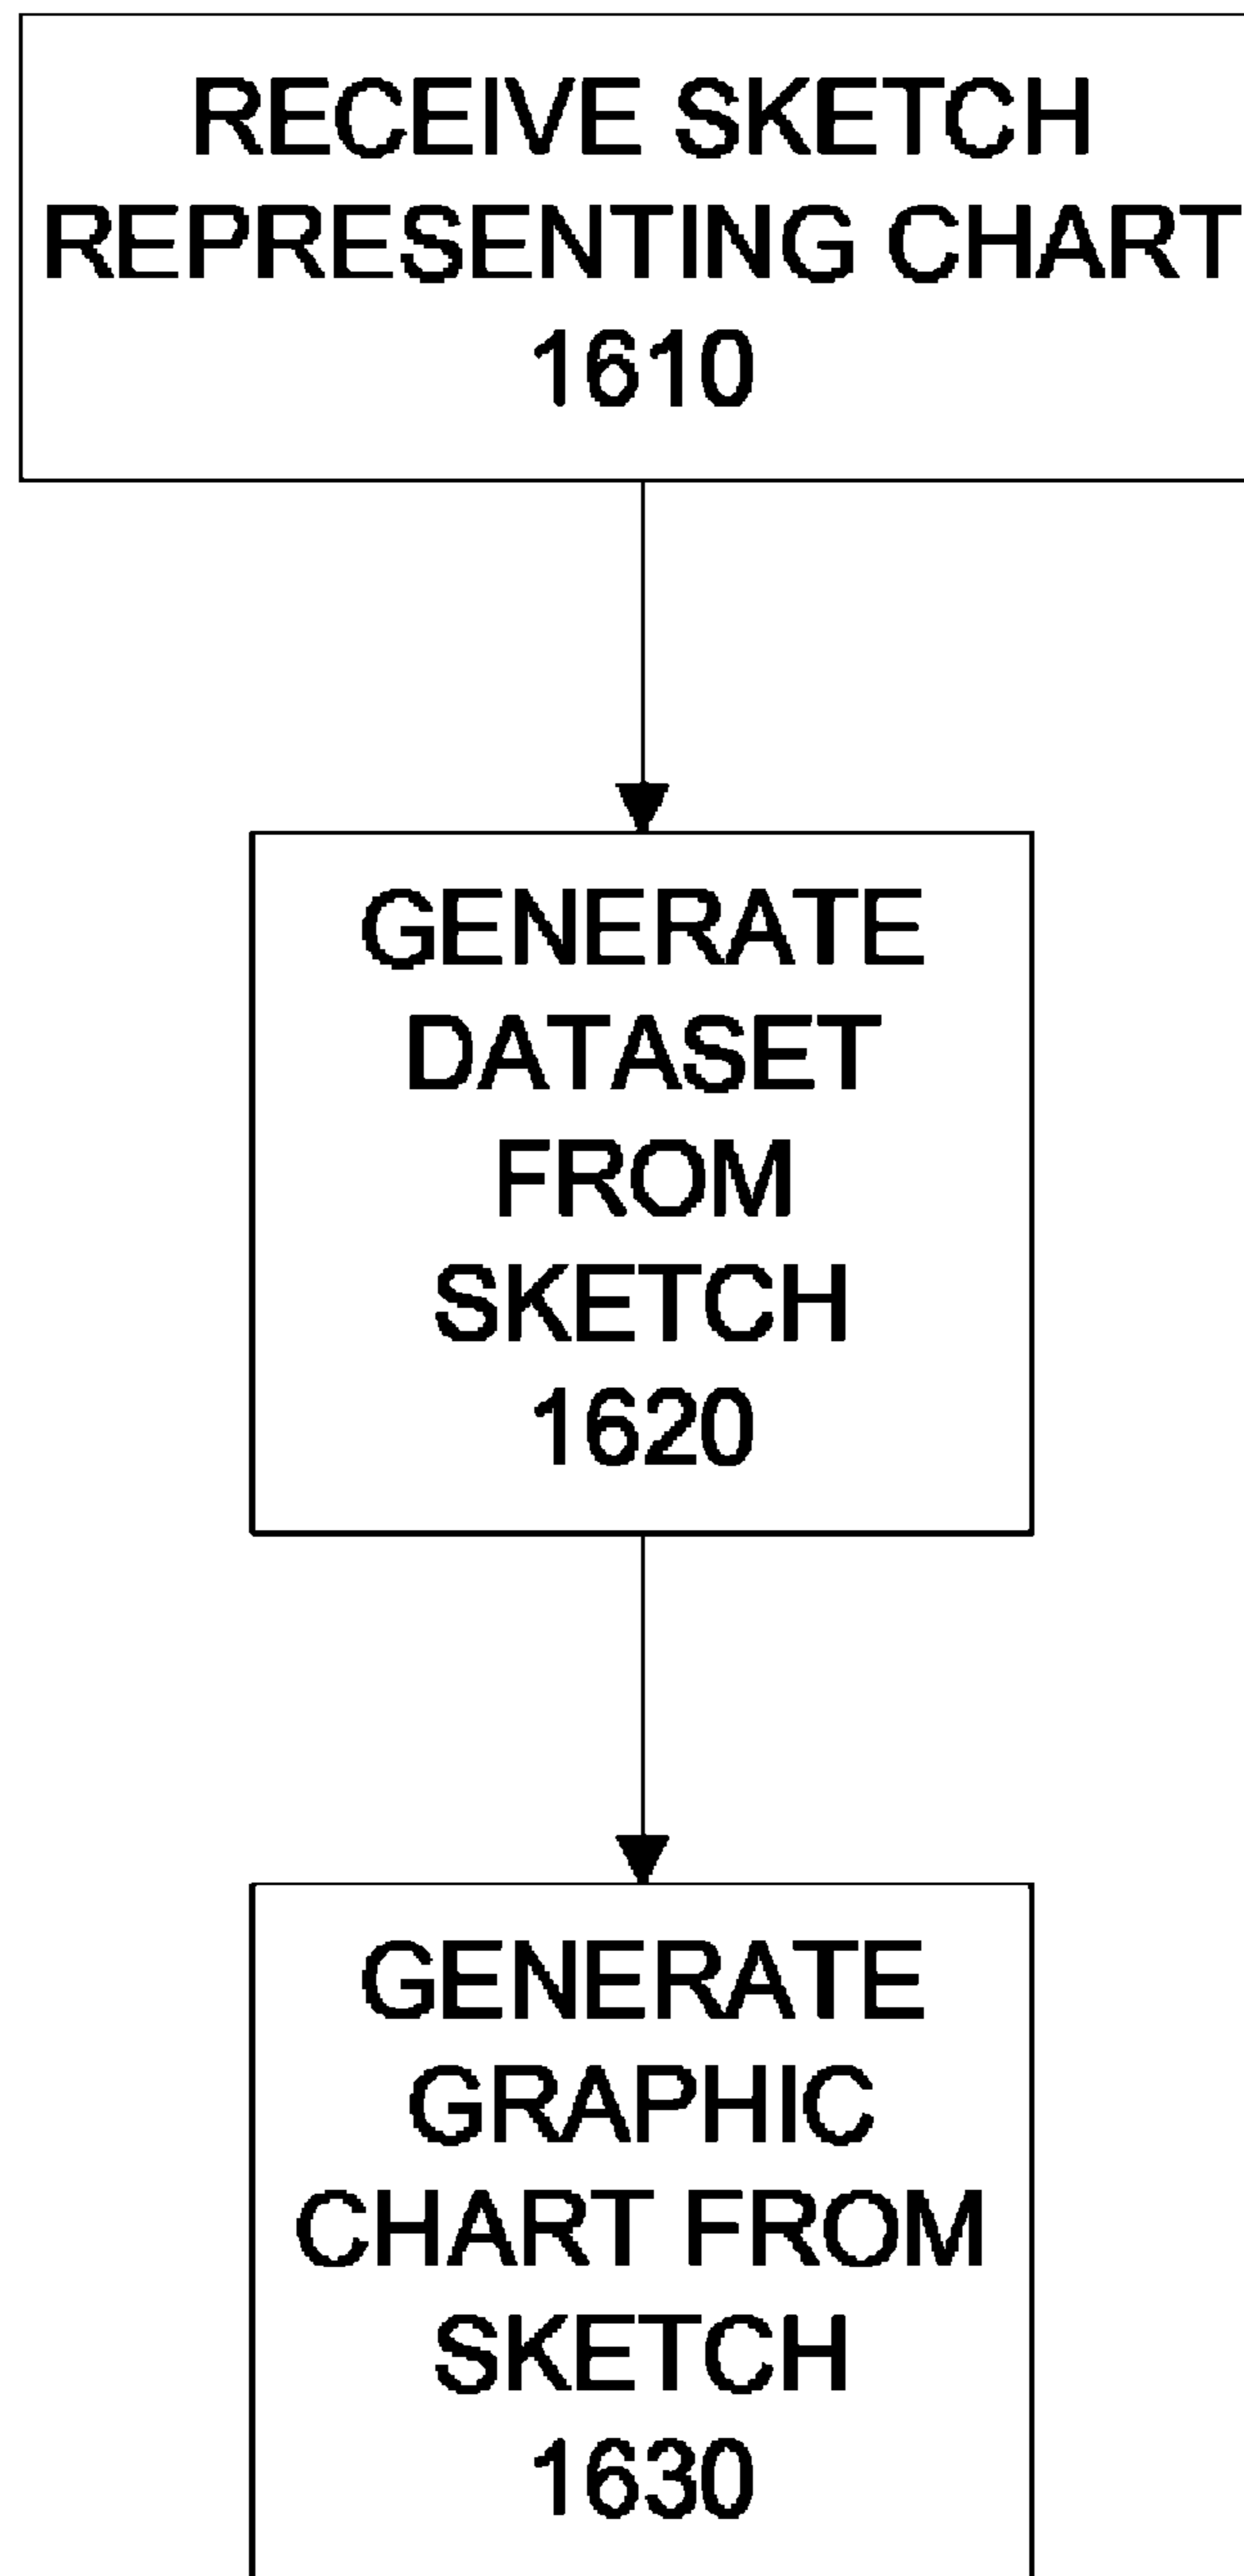 RECEIVE SKETCH
REPRESENTING CHART
1610
GENERATE
DATASET
FROM
SKETCH
1620
GENERATE
GRAPHIC
CHART FROM
SKETCH
1630